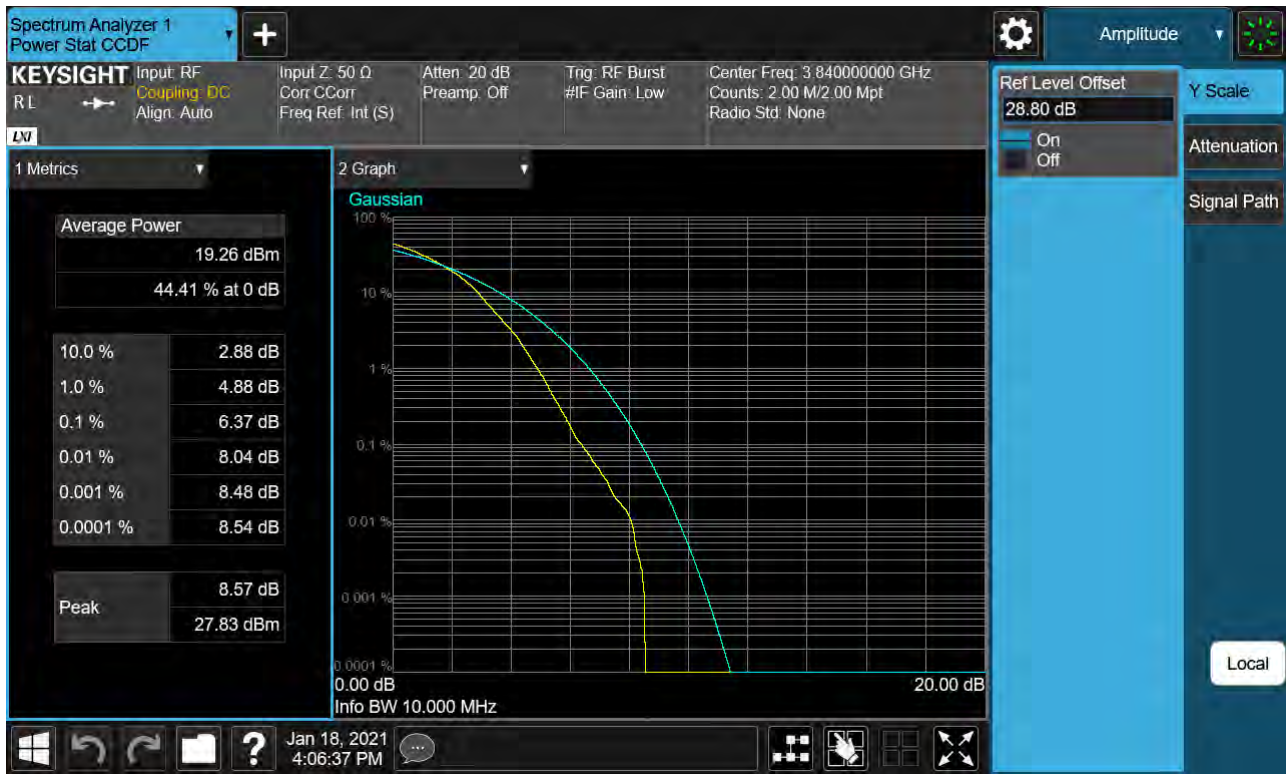 Spectrum Analyzer 1
Power Stat CCDF
+
Amplitude
KEYSIGHT
RL
LXI
Input: RF
Coupling: DC
Align: Auto
Input Z: 50 Ω
Corr CCorr
Freq Ref: Int (S)
Atten: 20 dB
Preamp: Off
Trig: RF Burst
#IF Gain: Low
Center Freq: 3.840000000 GHz
Counts: 2.00 M/2.00 Mpt
Radio Std: None
Ref Level Offset
28.80 dB
On
Off
Y Scale
Attenuation
Signal Path
Local
1 Metrics
Average Power
19.26 dBm
44.41 % at 0 dB
10.0 % 2.88 dB
1.0 % 4.88 dB
0.1 % 6.37 dB
0.01 % 8.04 dB
0.001 % 8.48 dB
0.0001 % 8.54 dB
Peak
8.57 dB
27.83 dBm
2 Graph
Gaussian
100 %
10 %
1 %
0.1 %
0.01 %
0.001 %
0.0001 %
0.00 dB 20.00 dB
Info BW 10.000 MHz
?
Jan 18, 2021
4:06:37 PM